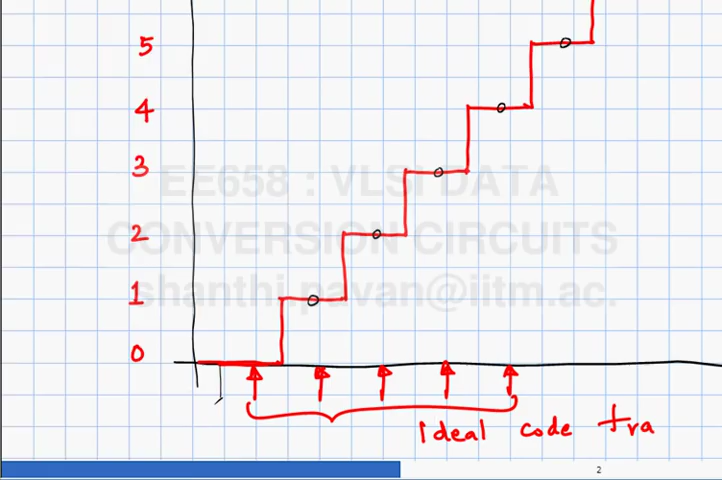 5
4
3
EE658 : VLSI DATA
2
CONVERSION CIRCUITS
1
shanthi.pavan@iitm.ac.
0
Ideal code tra
2